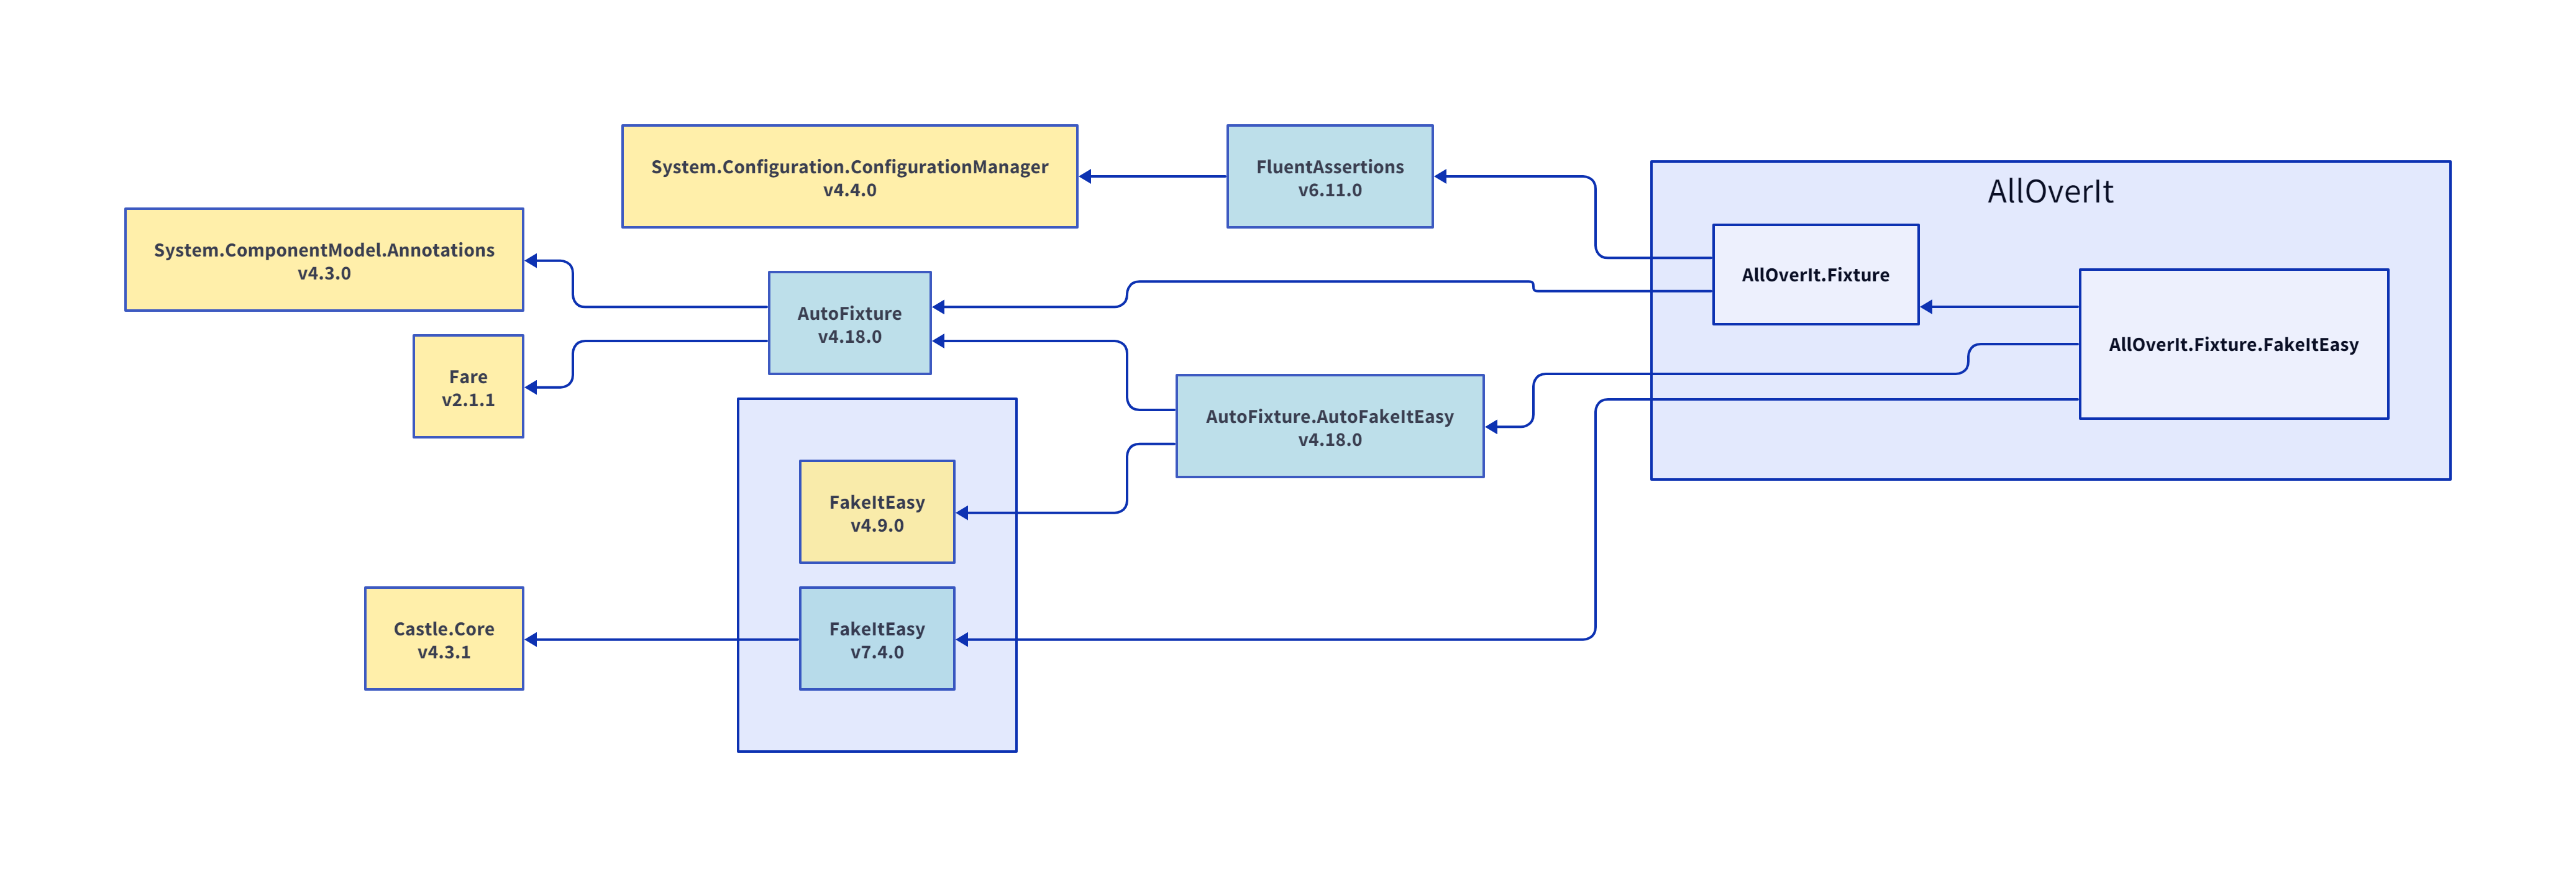 System.Configuration.ConfigurationManager
v4.4.0
FluentAssertions
v6.11.0
AllOverIt
System.ComponentModel.Annotations
v4.3.0
AllOverIt.Fixture
AutoFixture
v4.18.0
AllOverIt.Fixture.FakeItEasy
Fare
v2.1.1
AutoFixture.AutoFakeItEasy
v4.18.0
FakeItEasy
v4.9.0
Castle.Core
v4.3.1
FakeItEasy
v7.4.0